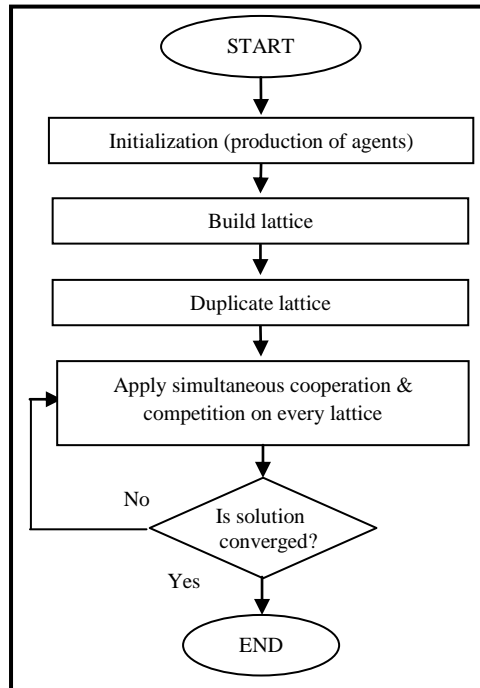 START
Initialization (production of agents)
Build lattice
Duplicate lattice
Apply simultaneous cooperation &
competition on every lattice
No
Is solution
converged?
Yes
END